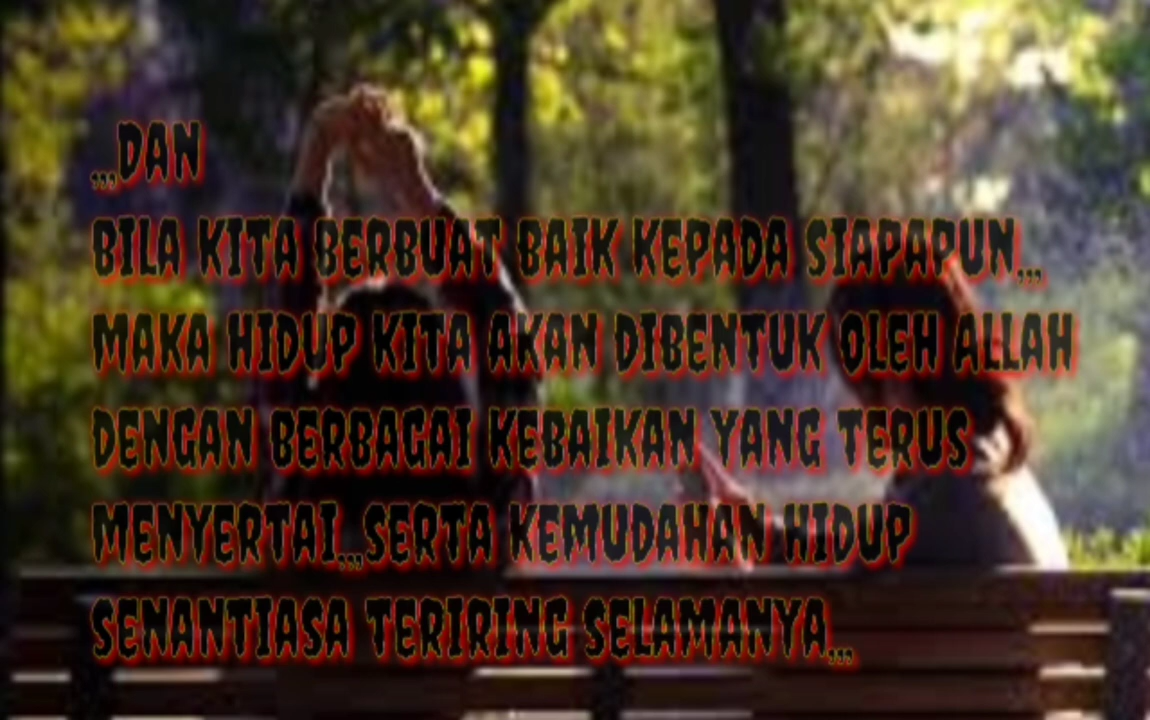 ,,,DAN
BILA KITA BERBUAT BAIK KEPADA SIAPAPUN,,,
MAKA HIDUP KITA AKAN DIBENTUK OLEH ALLAH
DENGAN BERBAGAI KEBAIKAN YANG TERUS
MENYERTAI,,,SERTA KEMUDAHAN HIDUP
SENANTIASA TERIRING SELAMANYA,,,